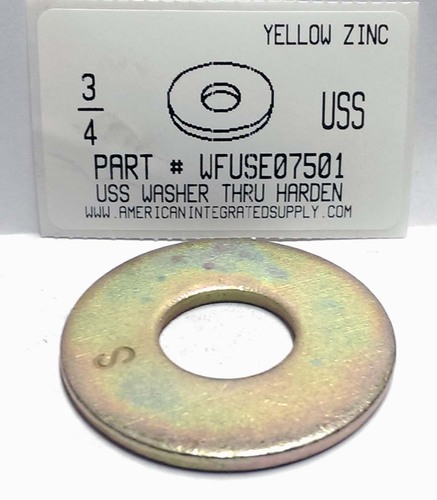 YELLOW ZINC
3/4
USS
PART # WFUSE07501
USS WASHER THRU HARDEN
WWW.AMERICANINTEGRATEDSUPPLY.COM
S